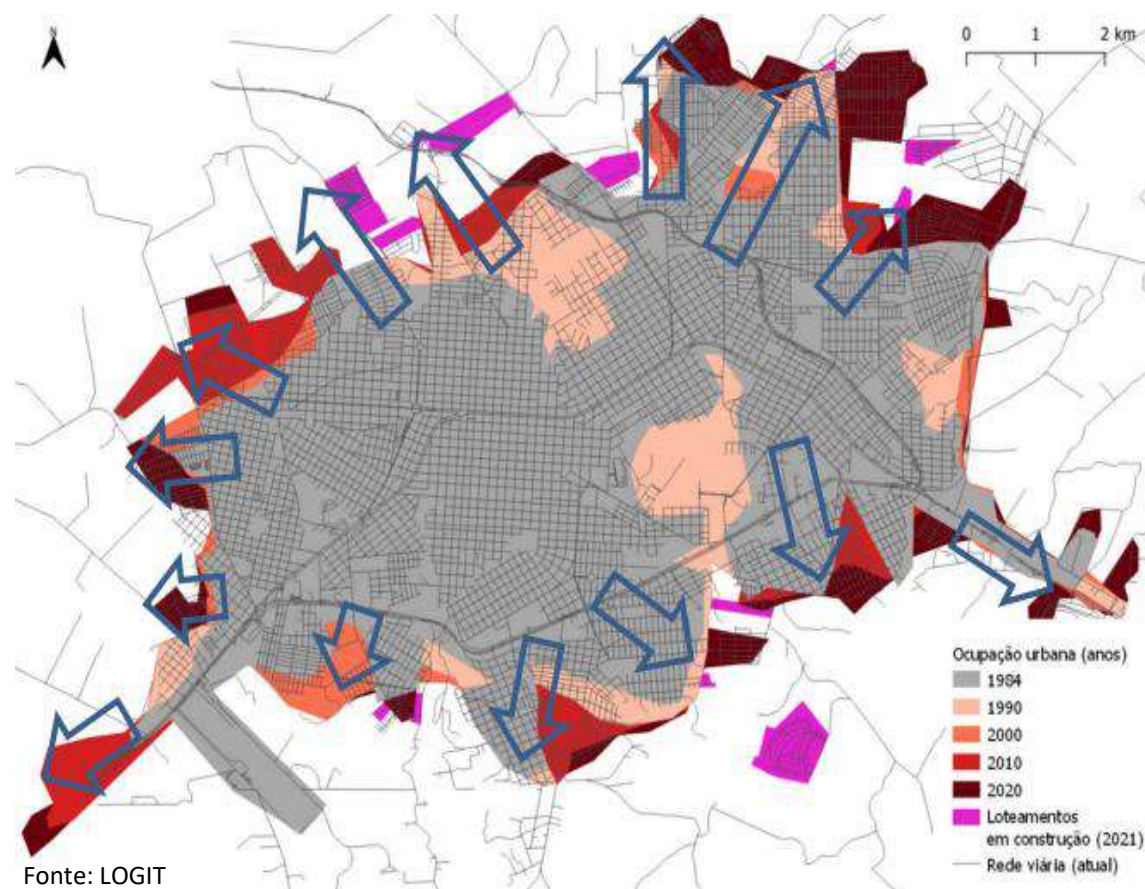 N
0 1 2 km
Ocupação urbana (anos)
1984
1990
2000
2010
2020
Loteamentos
em construção (2021)
Rede viária (atual)
Fonte: LOGIT